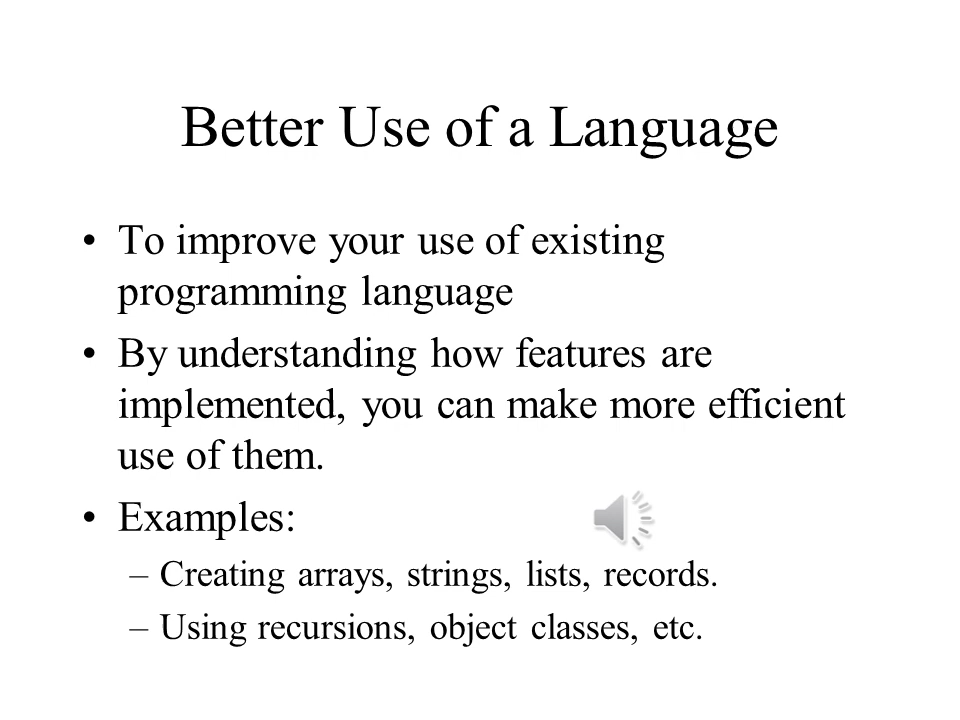 Better Use of a Language
• To improve your use of existing
programming language
• By understanding how features are
implemented, you can make more efficient
use of them.
• Examples:
–Creating arrays, strings, lists, records.
–Using recursions, object classes, etc.